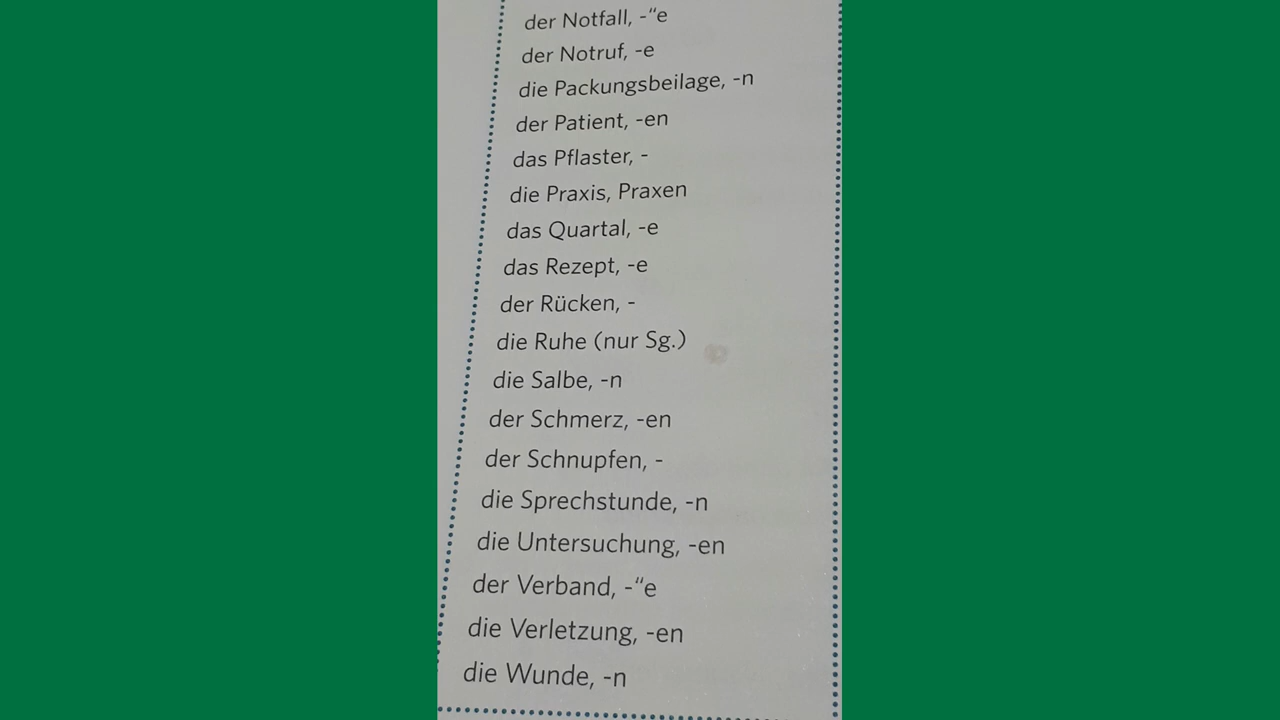 der Notfall, -“e
der Notruf, -e
die Packungsbeilage, -n
der Patient, -en
das Pflaster, -
die Praxis, Praxen
das Quartal, -e
das Rezept, -e
der Rücken, -
die Ruhe (nur Sg.)
die Salbe, -n
der Schmerz, -en
der Schnupfen, -
die Sprechstunde, -n
die Untersuchung, -en
der Verband, -“e
die Verletzung, -en
die Wunde, -n